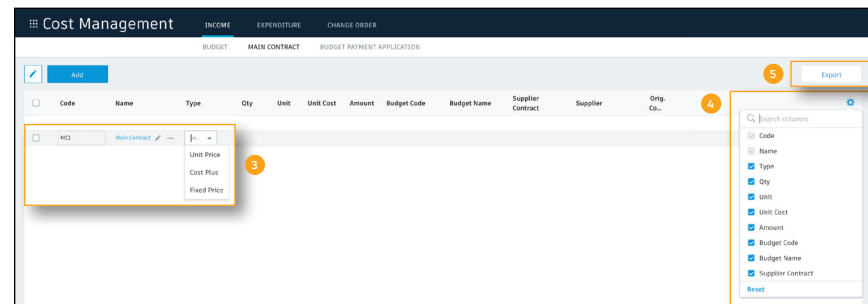 Cost Management INCOME EXPENDITURE CHANGE ORDER
BUDGET MAIN CONTRACT BUDGET PAYMENT APPLICATION
Add 5 Export
Code Name Type Qty Unit Unit Cost Amount Budget Code Budget Name Supplier Contract Supplier Orig. Co... 4
Search columns
MC1 Main Contract ... Se...
Unit Price
Cost Plus
Fixed Price
3
Code
Name
Type
Qty
Unit
Unit Cost
Amount
Budget Code
Budget Name
Supplier Contract
Reset